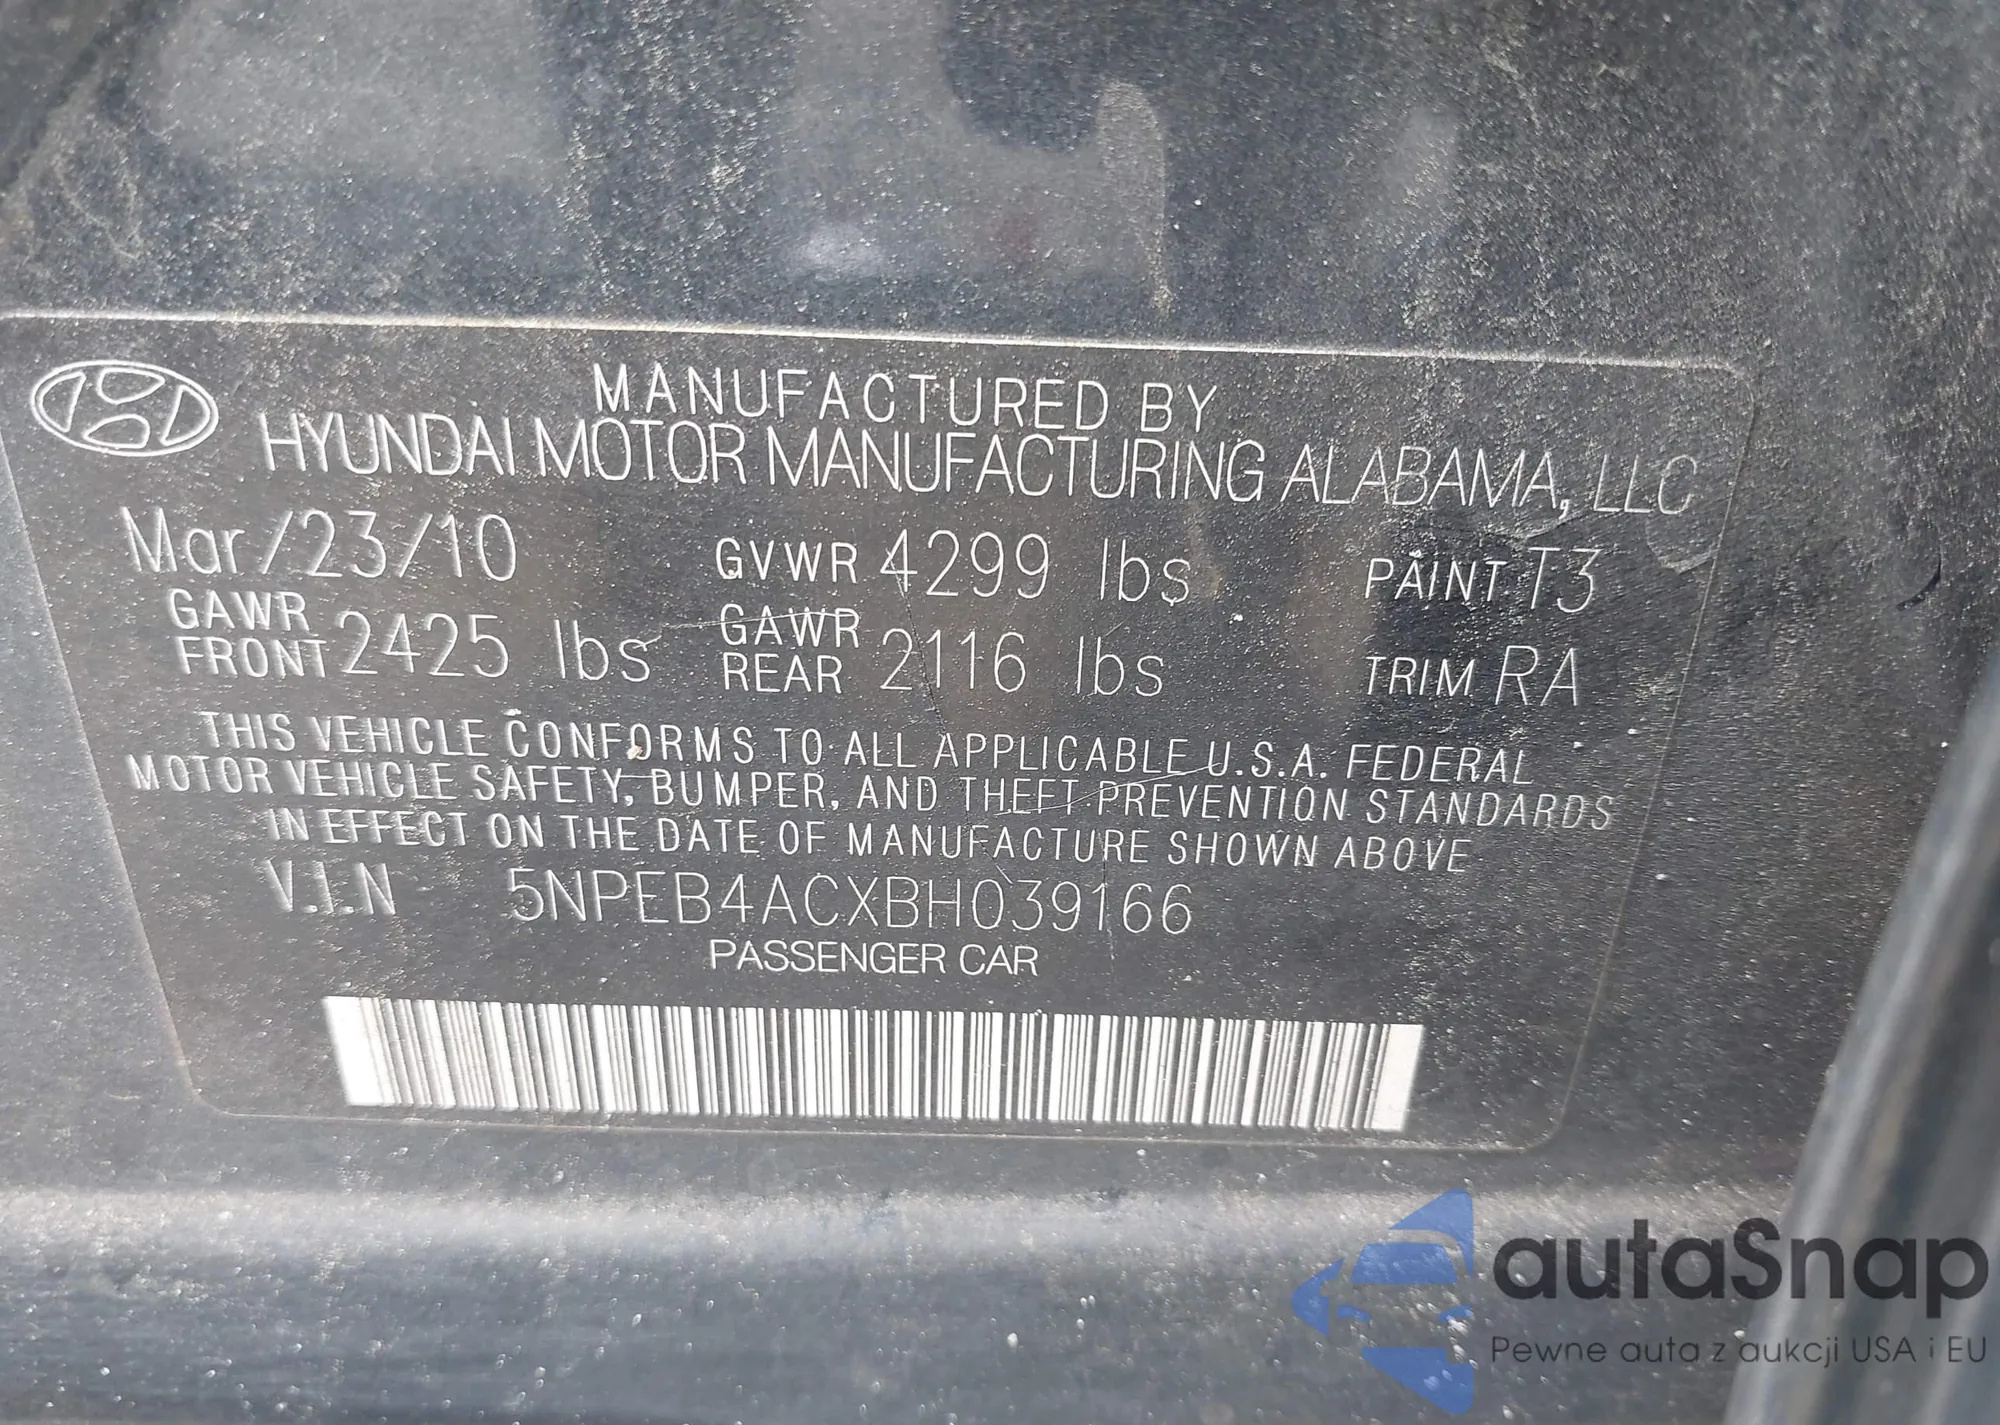 MANUFACTURED BY
HYUNDAI MOTOR MANUFACTURING ALABAMA, LLC
Mar/23/10 GVWR 4299 lbs PAINT T3
GAWR FRONT 2425 lbs GAWR REAR 2116 lbs TRIM RA
THIS VEHICLE CONFORMS TO ALL APPLICABLE U.S.A. FEDERAL
MOTOR VEHICLE SAFETY, BUMPER, AND THEFT PREVENTION STANDARDS
IN EFFECT ON THE DATE OF MANUFACTURE SHOWN ABOVE
V.I.N 5NPEB4ACXBH039166
PASSENGER CAR
autaSnap
Pewne auta z aukcji USA i EU